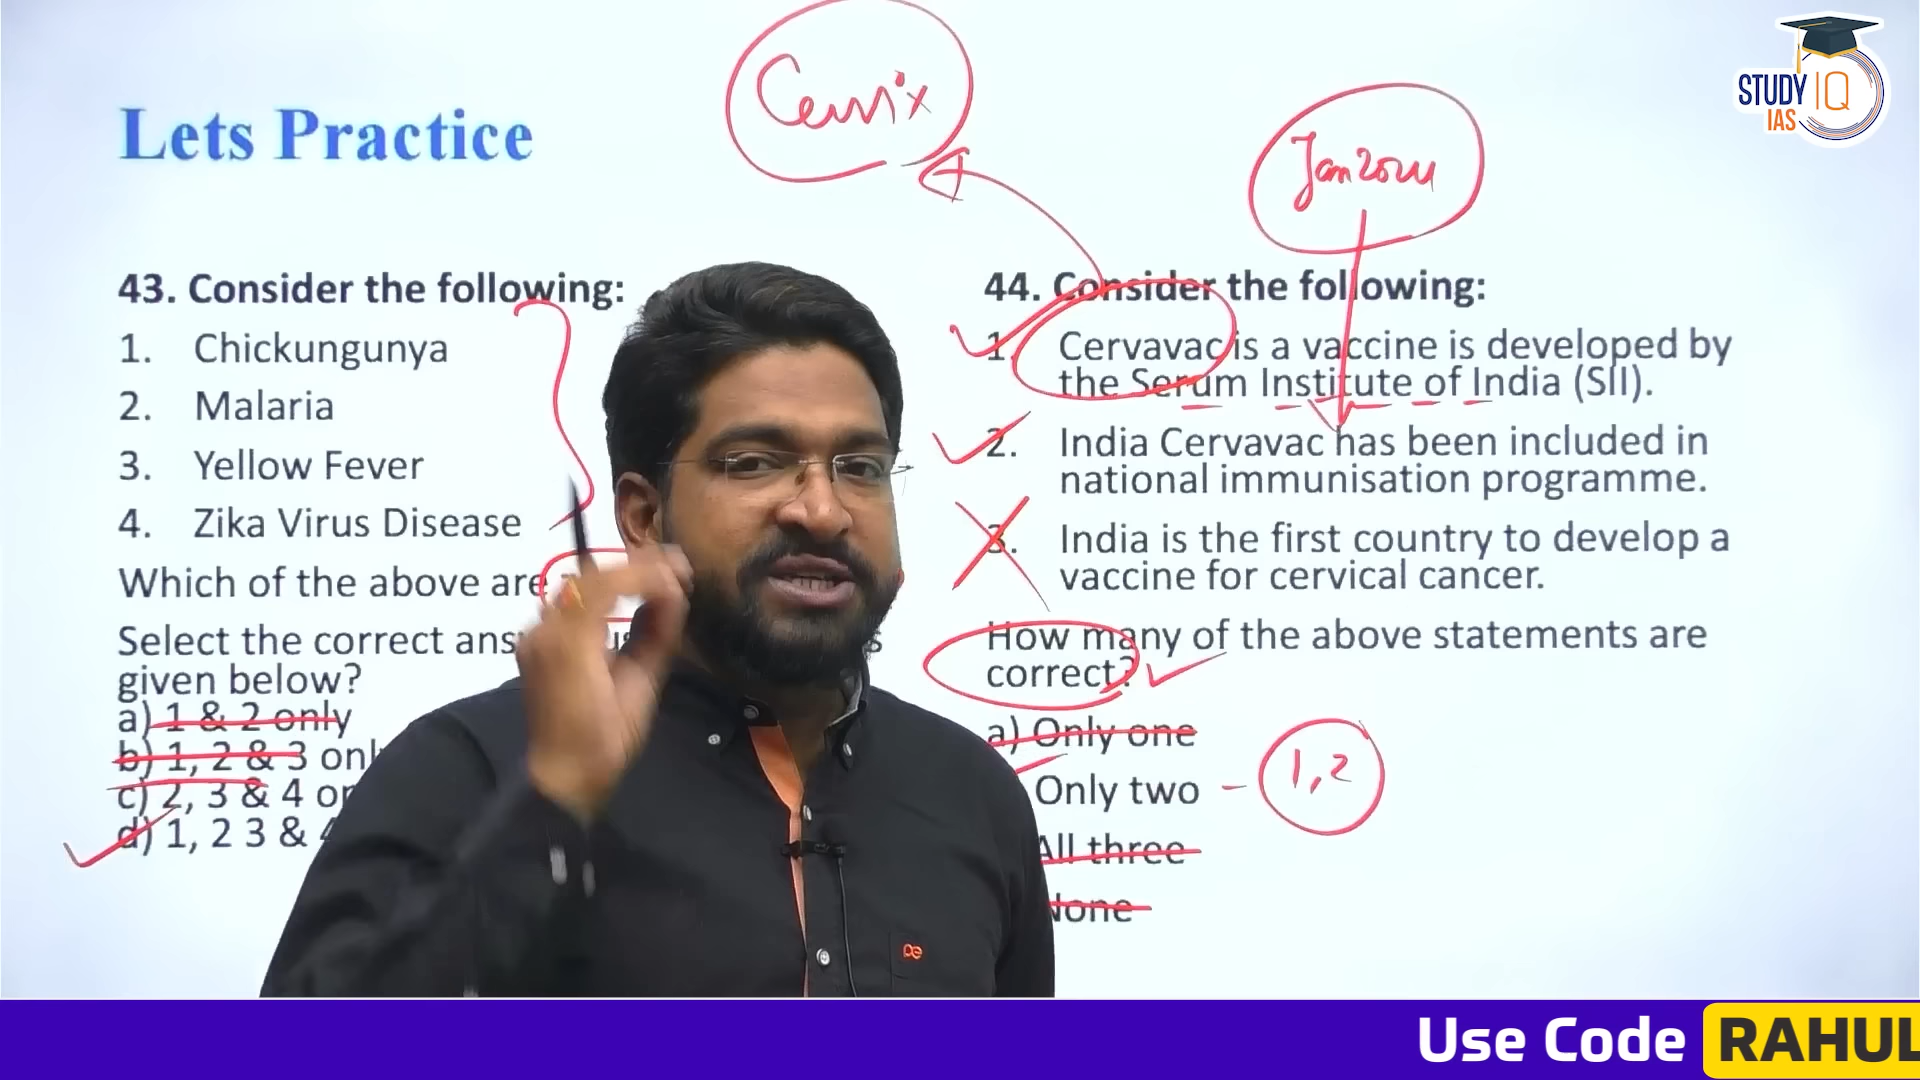 Lets Practice
Cervix
Jan 2024
STUDY IQ
IAS
43. Consider the following:
1. Chickungunya
2. Malaria
3. Yellow Fever
4. Zika Virus Disease
Which of the above are
Select the correct
given below?
a) 1 & 2 only
b) 1, 2 & 3
c) 2, 3 & 4
d) 1, 2 3 &
44. Consider the following:
1. Cervavac is a vaccine is developed by
the Serum Institute of India (SII).
2. India Cervavac has been included in
national immunisation programme.
3. India is the first country to develop a
vaccine for cervical cancer.
How many of the above statements are
correct?
a) Only one
Only two - 1,2
All three
None
Use Code RAHUL